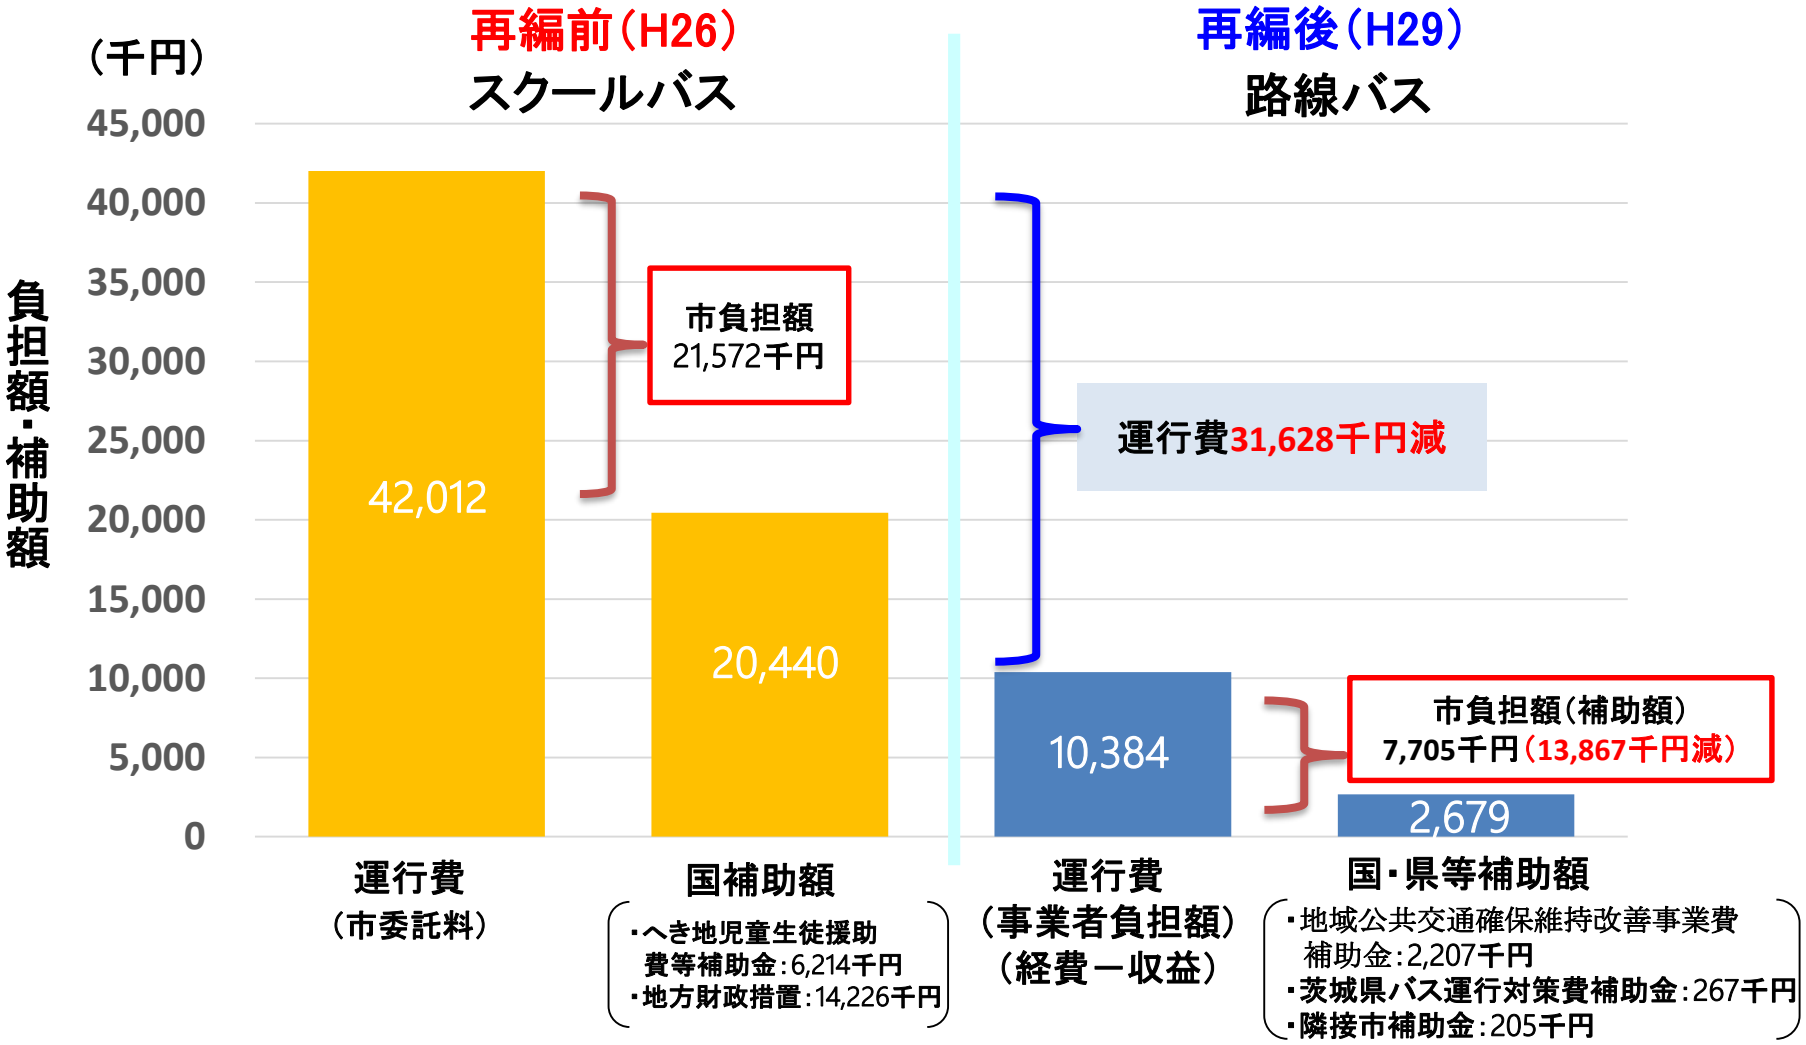 再編前（H26）
スクールバス
再編後（H29）
路線バス
（千円）
負担額・補助額
45,000
40,000
35,000
30,000
25,000
20,000
15,000
10,000
5,000
0
42,012
20,440
市負担額
21,572千円
運行費31,628千円減
10,384
2,679
市負担額（補助額）
7,705千円（13,867千円減）
運行費
（市委託料）
国補助額
・へき地児童生徒援助
費等補助金：6,214千円
・地方財政措置：14,226千円
運行費
（事業者負担額）
（経費－収益）
国・県等補助額
・地域公共交通確保維持改善事業費
補助金：2,207千円
・茨城県バス運行対策費補助金：267千円
・隣接市補助金：205千円